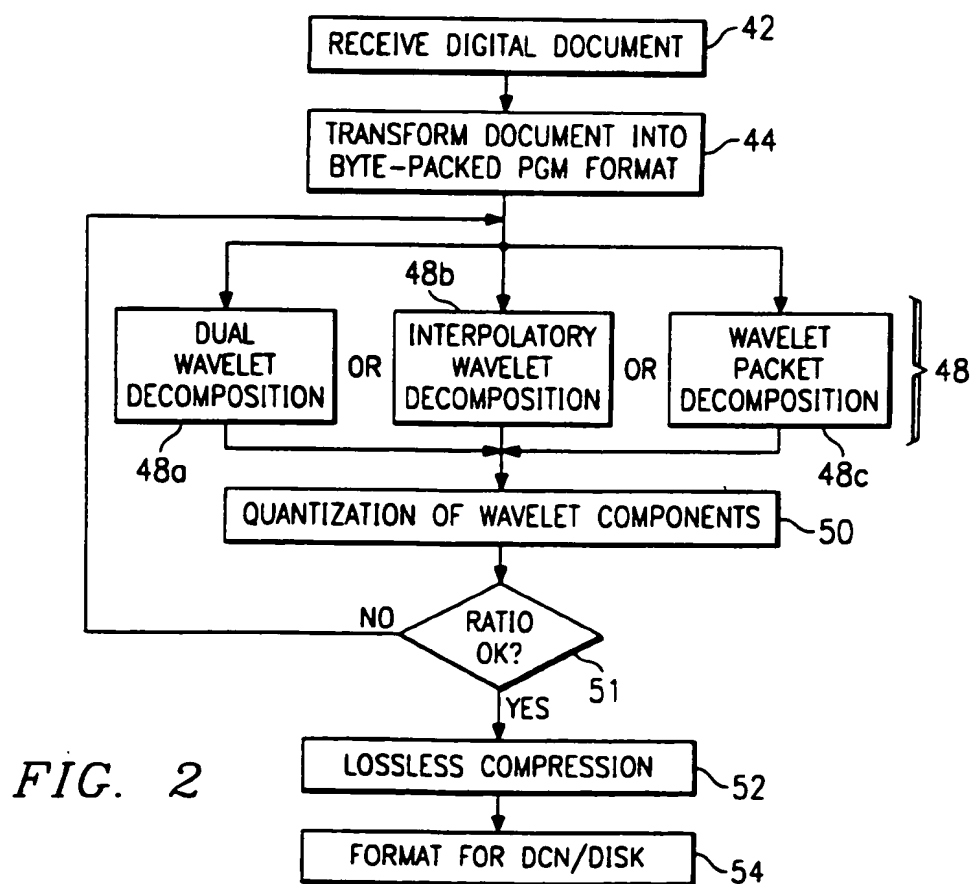 RECEIVE DIGITAL DOCUMENT
42
TRANSFORM DOCUMENT INTO
BYTE-PACKED PGM FORMAT
44
48b
DUAL
WAVELET
DECOMPOSITION
OR
INTERPOLATORY
WAVELET
DECOMPOSITION
OR
WAVELET
PACKET
DECOMPOSITION
48
48a
48c
QUANTIZATION OF WAVELET COMPONENTS
50
NO
RATIO
OK?
51
YES
LOSSLESS COMPRESSION
52
FIG. 2
FORMAT FOR DCN/DISK
54